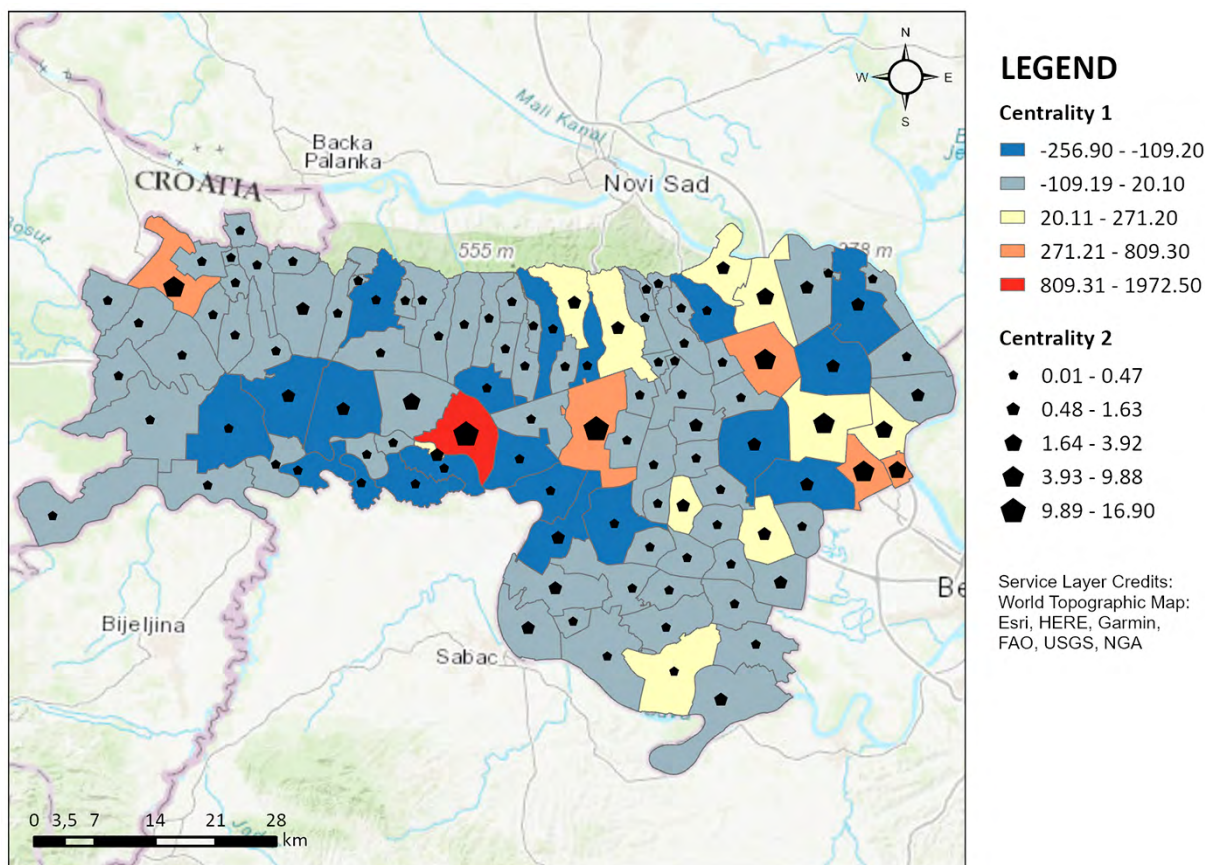 N
W E
S
Mali Kanal
Backa
Palanka
Novi Sad
CROATIA
555 m
278 m
Bijeljina
Sabac
Be
0 3,5 7 14 21 28
km
LEGEND
Centrality 1
-256.90 - -109.20
-109.19 - 20.10
20.11 - 271.20
271.21 - 809.30
809.31 - 1972.50
Centrality 2
0.01 - 0.47
0.48 - 1.63
1.64 - 3.92
3.93 - 9.88
9.89 - 16.90
Service Layer Credits:
World Topographic Map:
Esri, HERE, Garmin,
FAO, USGS, NGA